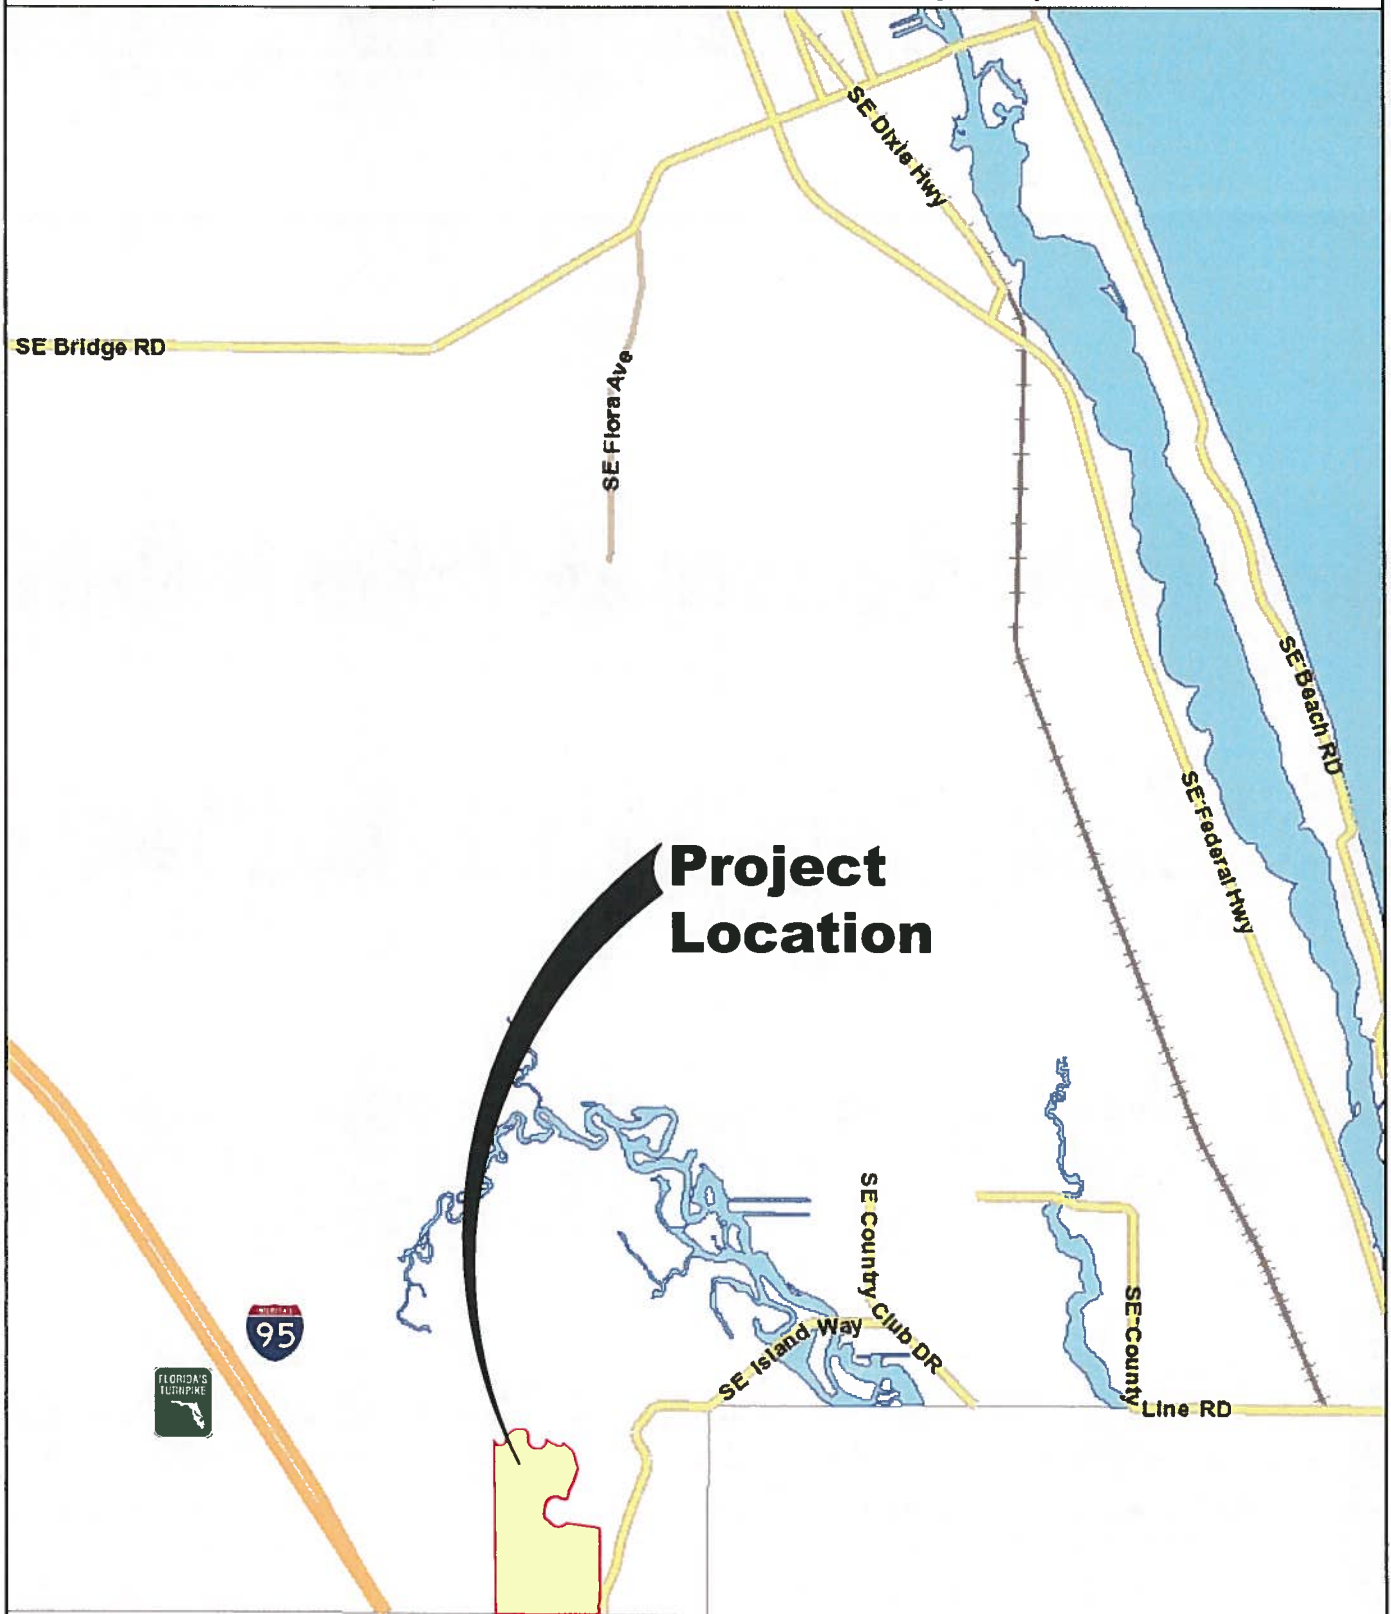 SE Dixie Hwy
SE Bridge RD
SE Flora Ave
SE Beach RD
SE Federal Hwy
Project
Location
SE Country Club DR
SE Island Way
SE County
Line RD
INTERSTATE
95
FLORIDA'S
TURNPIKE